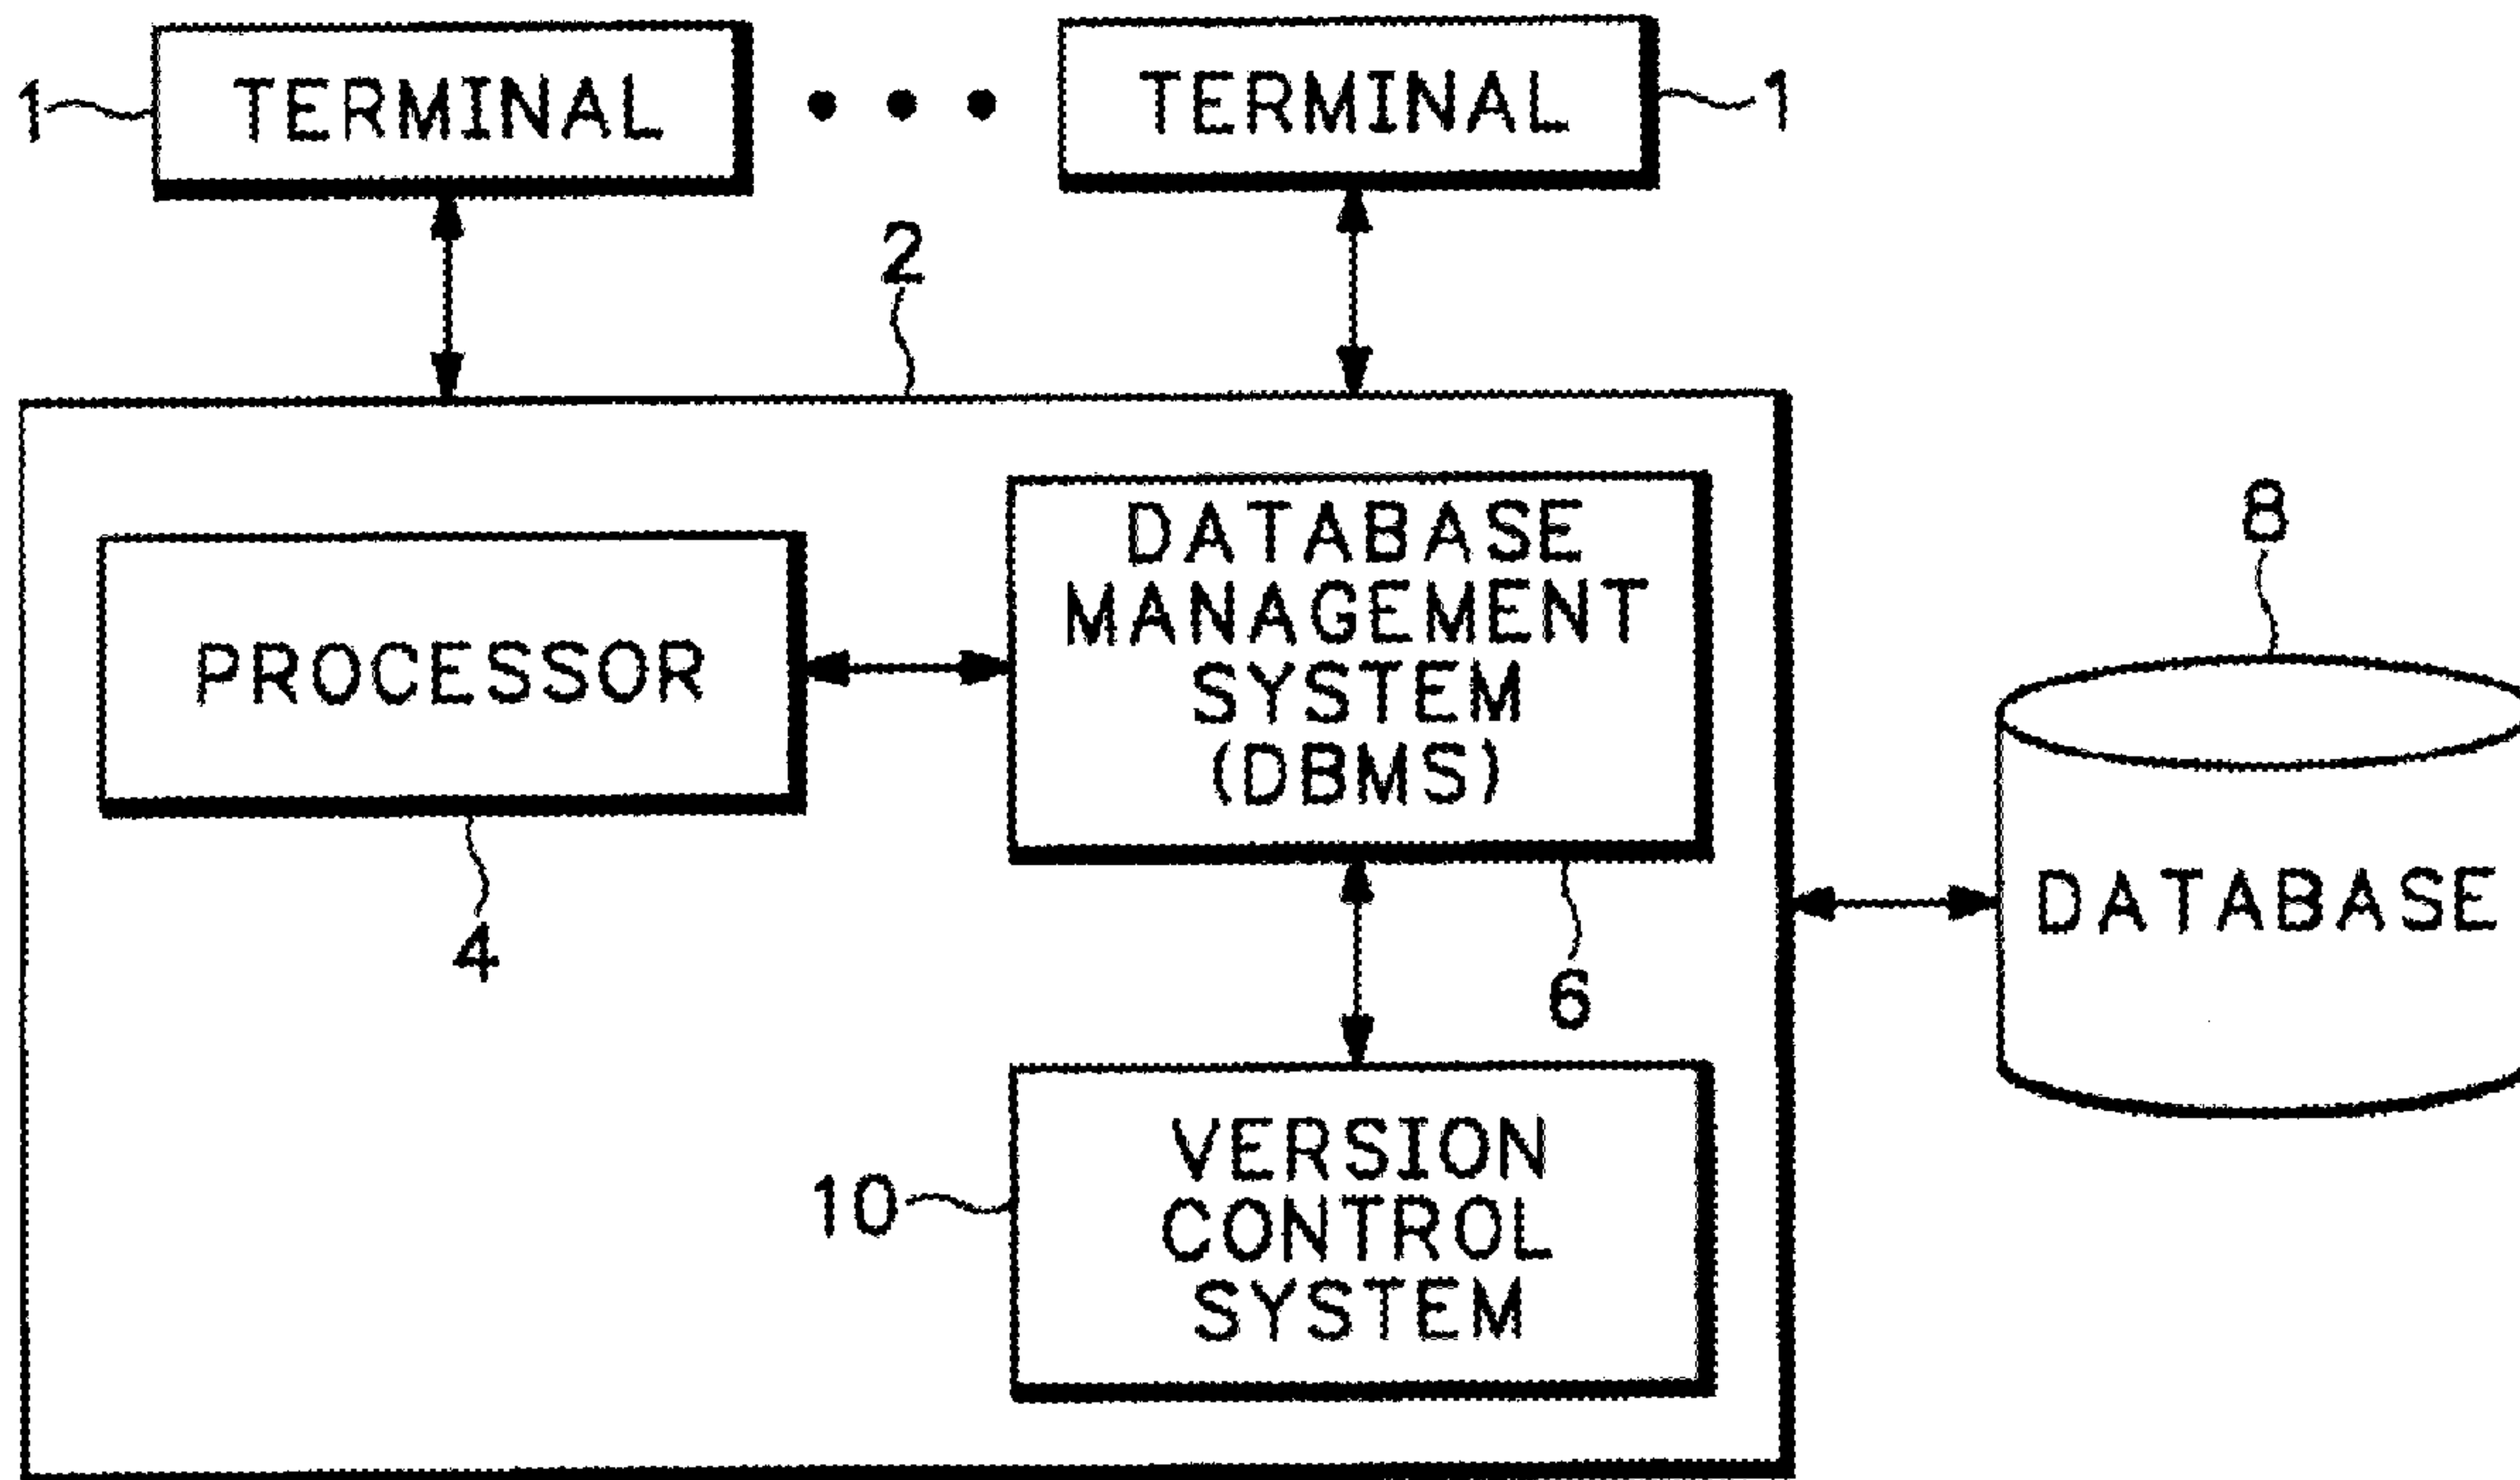 1 TERMINAL TERMINAL 1
2
DATABASE
MANAGEMENT
SYSTEM
(DBMS)
PROCESSOR
8
DATABASE
4
6
VERSION
CONTROL
SYSTEM
10